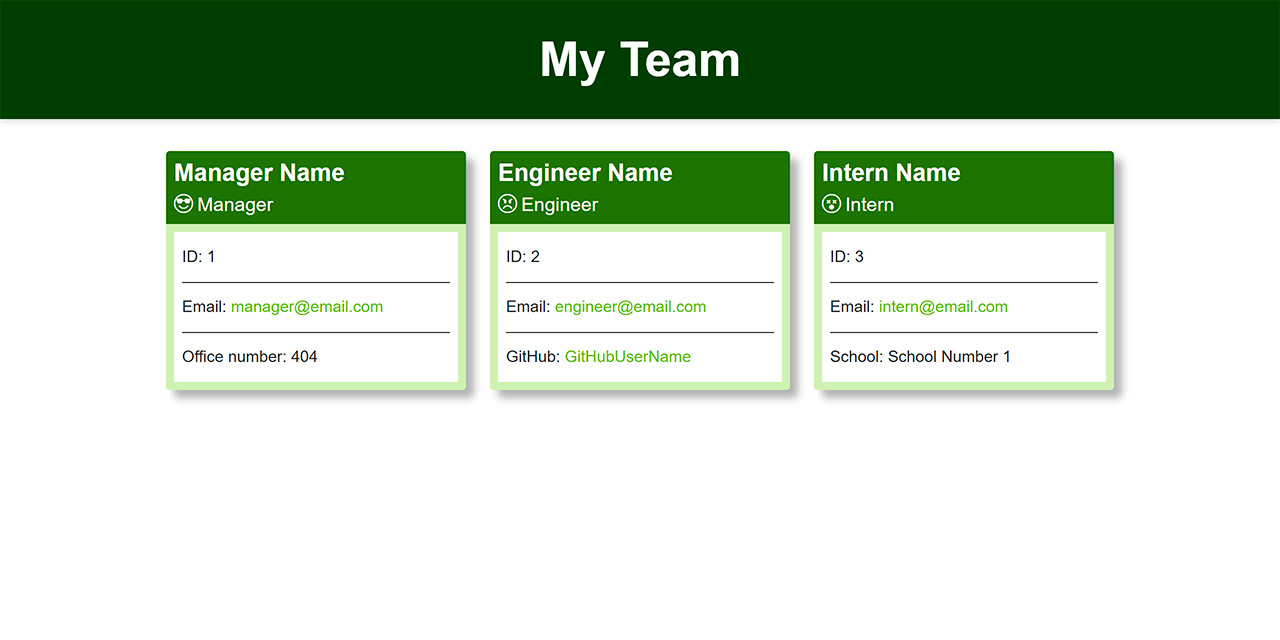 My Team
Manager Name
Manager
ID: 1
Email: manager@email.com
Office number: 404
Engineer Name
Engineer
ID: 2
Email: engineer@email.com
GitHub: GitHubUserName
Intern Name
Intern
ID: 3
Email: intern@email.com
School: School Number 1